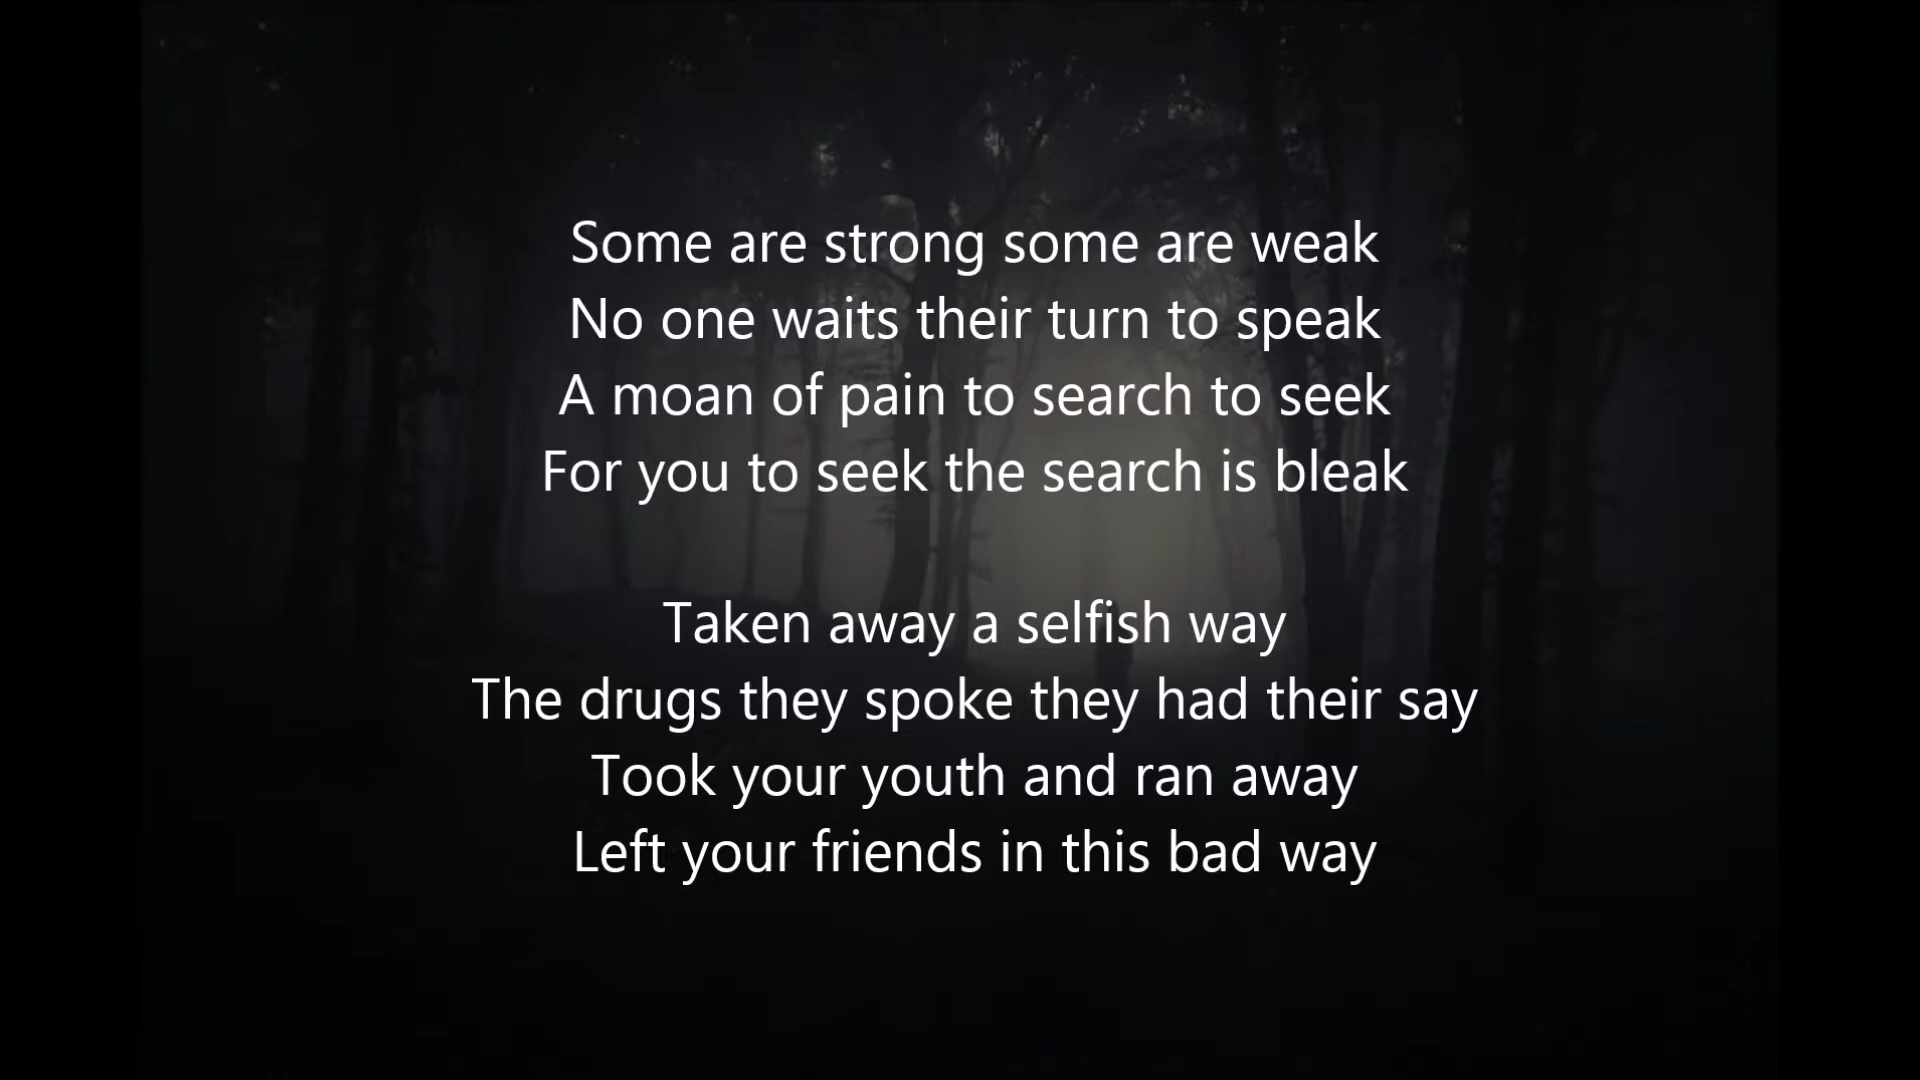 Some are strong some are weak
No one waits their turn to speak
A moan of pain to search to seek
For you to seek the search is bleak
Taken away a selfish way
The drugs they spoke they had their say
Took your youth and ran away
Left your friends in this bad way